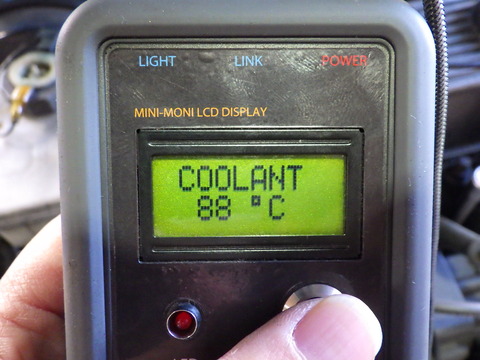 LIGHT LINK POWER
MINI-MONI LCD DISPLAY
COOLANT
88 °C